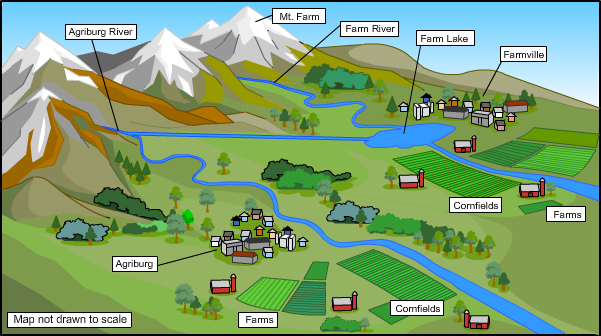 Mt. Farm
Agriburg River
Farm River
Farm Lake
Farmville
Cornfields
Farms
Agriburg
Cornfields
Map not drawn to scale
Farms